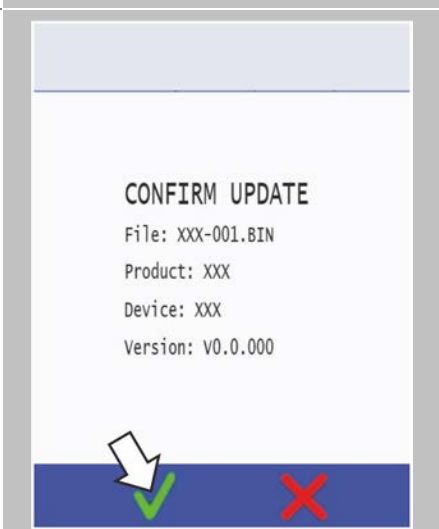 CONFIRM UPDATE
File: XXX-001.BIN
Product: XXX
Device: XXX
Version: V0.0.000